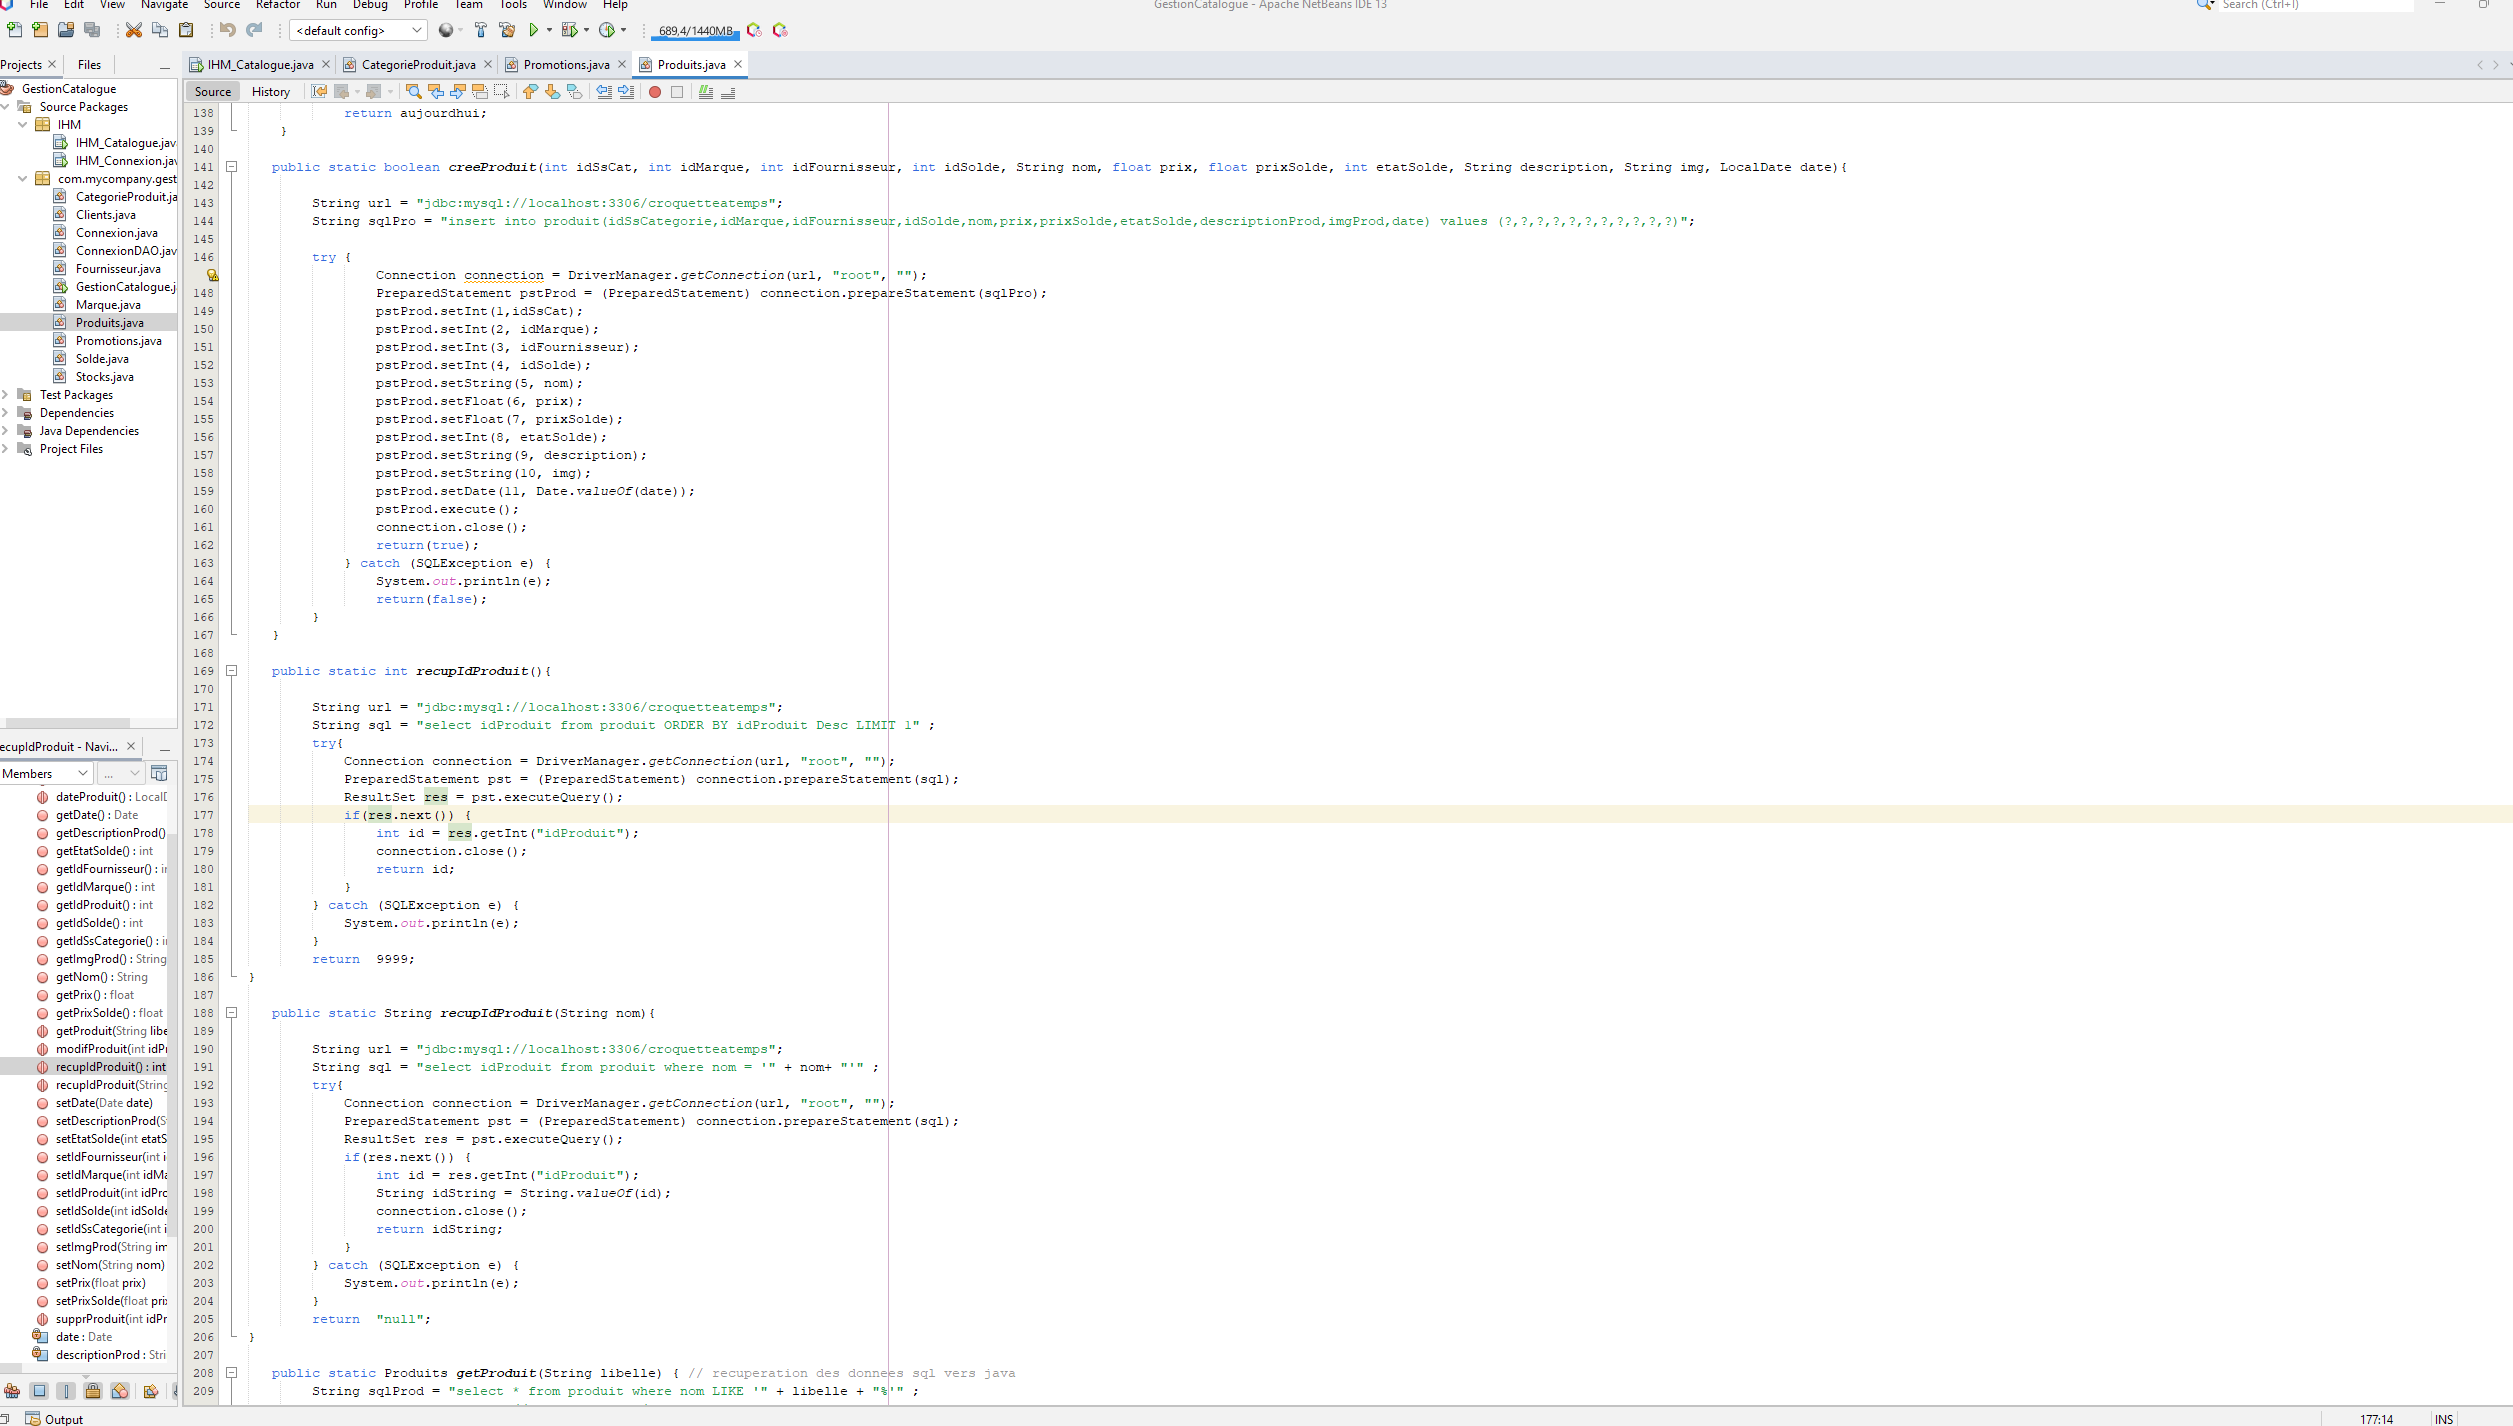 File Edit View Navigate Source Refactor Run Debug Profile Team Tools Window Help
GestionCatalogue - Apache NetBeans IDE 13
Search (Ctrl+I)
<default config>
689,4/1440MB
Projects
Files
IHM_Catalogue.java
CategorieProduit.java
Promotions.java
Produits.java
Source
History
GestionCatalogue
Source Packages
IHM
IHM_Catalogue.jav
IHM_Connexion.jav
com.mycompany.gest
CategorieProduit.ja
Clients.java
Connexion.java
ConnexionDAO.jav
Fournisseur.java
GestionCatalogue.j
Marque.java
Produits.java
Promotions.java
Solde.java
Stocks.java
Test Packages
Dependencies
Java Dependencies
Project Files
ecupIdProduit - Navi...
Members
...
dateProduit() : LocalD
getDate() : Date
getDescriptionProd()
getEtatSolde() : int
getIdFournisseur() : in
getIdMarque() : int
getIdProduit() : int
getIdSolde() : int
getIdSsCategorie() : in
getImgProd() : String
getNom() : String
getPrix() : float
getPrixSolde() : float
getProduit(String libe
modifProduit(int idPr
recupIdProduit() : int
recupIdProduit(String
setDate(Date date)
setDescriptionProd(S
setEtatSolde(int etatS
setIdFournisseur(int i
setIdMarque(int idMa
setIdProduit(int idPro
setIdSolde(int idSolde
setIdSsCategorie(int i
setImgProd(String im
setNom(String nom)
setPrix(float prix)
setPrixSolde(float prix
supprProduit(int idPr
date : Date
descriptionProd : Stri
138 return aujourdhui;
139 }
140
141 public static boolean creeProduit(int idSsCat, int idMarque, int idFournisseur, int idSolde, String nom, float prix, float prixSolde, int etatSolde, String description, String img, LocalDate date){
142
143 String url = "jdbc:mysql://localhost:3306/croquetteatemps";
144 String sqlPro = "insert into produit(idSsCategorie,idMarque,idFournisseur,idSolde,nom,prix,prixSolde,etatSolde,descriptionProd,imgProd,date) values (?,?,?,?,?,?,?,?,?,?,?)";
145
146 try {
Connection connection = DriverManager.getConnection(url, "root", "");
148 PreparedStatement pstProd = (PreparedStatement) connection.prepareStatement(sqlPro);
149 pstProd.setInt(1,idSsCat);
150 pstProd.setInt(2, idMarque);
151 pstProd.setInt(3, idFournisseur);
152 pstProd.setInt(4, idSolde);
153 pstProd.setString(5, nom);
154 pstProd.setFloat(6, prix);
155 pstProd.setFloat(7, prixSolde);
156 pstProd.setInt(8, etatSolde);
157 pstProd.setString(9, description);
158 pstProd.setString(10, img);
159 pstProd.setDate(11, Date.valueOf(date));
160 pstProd.execute();
161 connection.close();
162 return(true);
163 } catch (SQLException e) {
164 System.out.println(e);
165 return(false);
166 }
167 }
168
169 public static int recupIdProduit(){
170
171 String url = "jdbc:mysql://localhost:3306/croquetteatemps";
172 String sql = "select idProduit from produit ORDER BY idProduit Desc LIMIT 1" ;
173 try{
174 Connection connection = DriverManager.getConnection(url, "root", "");
175 PreparedStatement pst = (PreparedStatement) connection.prepareStatement(sql);
176 ResultSet res = pst.executeQuery();
177 if(res.next()) {
178 int id = res.getInt("idProduit");
179 connection.close();
180 return id;
181 }
182 } catch (SQLException e) {
183 System.out.println(e);
184 }
185 return 9999;
186 }
187
188 public static String recupIdProduit(String nom){
189
190 String url = "jdbc:mysql://localhost:3306/croquetteatemps";
191 String sql = "select idProduit from produit where nom = '" + nom+ "'" ;
192 try{
193 Connection connection = DriverManager.getConnection(url, "root", "");
194 PreparedStatement pst = (PreparedStatement) connection.prepareStatement(sql);
195 ResultSet res = pst.executeQuery();
196 if(res.next()) {
197 int id = res.getInt("idProduit");
198 String idString = String.valueOf(id);
199 connection.close();
200 return idString;
201 }
202 } catch (SQLException e) {
203 System.out.println(e);
204 }
205 return "null";
206 }
207
208 public static Produits getProduit(String libelle) { // recuperation des donnees sql vers java
209 String sqlProd = "select * from produit where nom LIKE '" + libelle + "%'" ;
Output
177:14
INS